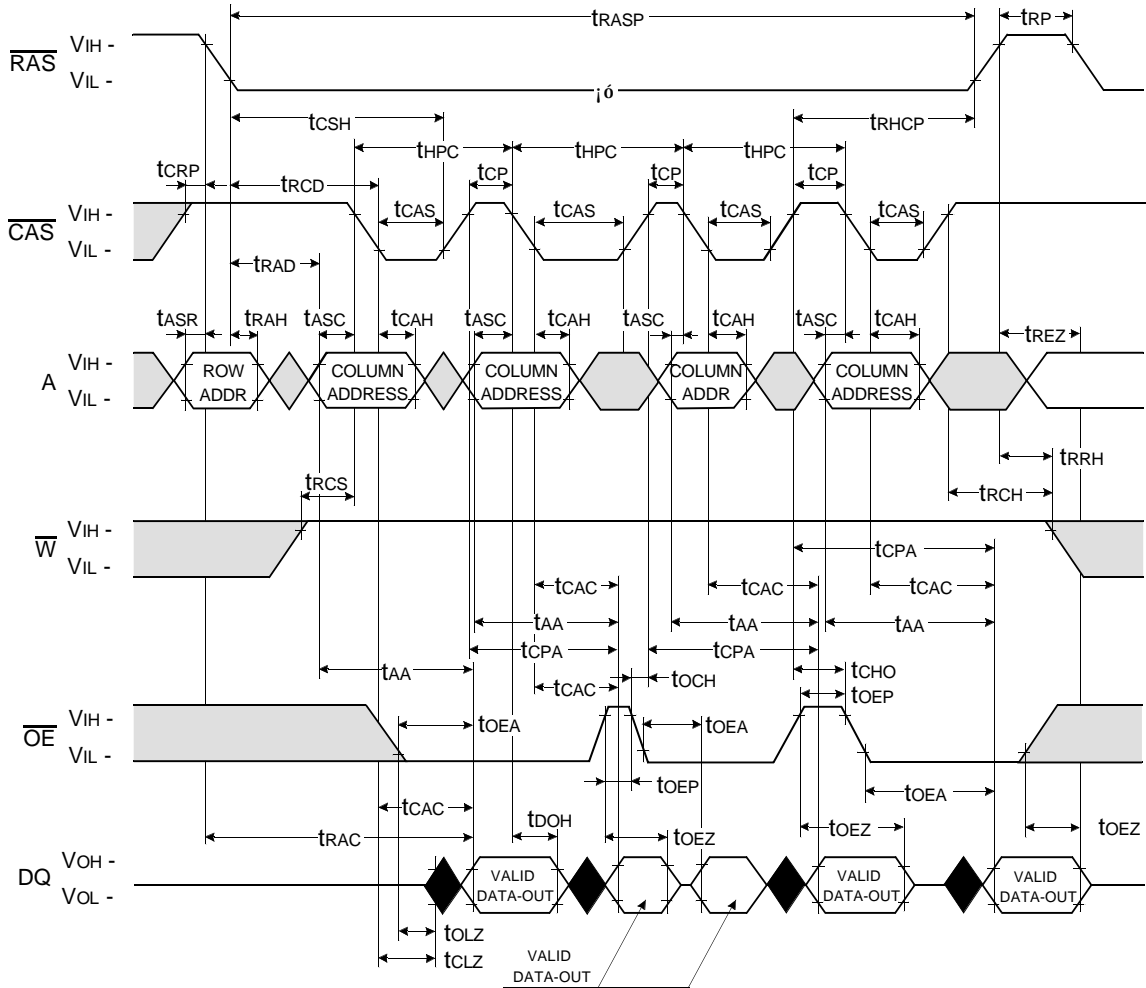 tRASP tRP
RAS VIH -
VIL -
¡ó
tCSH tRHCP
tHPC tHPC tHPC
tCRP tCP tCP tCP
tRCD
CAS VIH -
VIL -
tCAS tCAS tCAS tCAS
tRAD
tASR tRAH tASC tCAH tASC tCAH tASC tCAH tASC tCAH tREZ
A VIH -
VIL -
ROW COLUMN COLUMN COLUMN COLUMN
ADDR ADDRESS ADDRESS ADDR ADDRESS
tRRH
tRCS tRCH
W VIH -
VIL -
tCPA
tCAC tCAC tCAC
tAA tAA tAA
tCPA tCPA
tAA tCHO
tCAC tOCH
tOEP
OE VIH -
VIL -
tOEA tOEA
tOEP
tOEA
tCAC
tDOH tOEZ tOEZ tOEZ
tRAC
DQ VOH -
VOL -
VALID VALID VALID
DATA-OUT DATA-OUT DATA-OUT
tOLZ
tCLZ
VALID
DATA-OUT